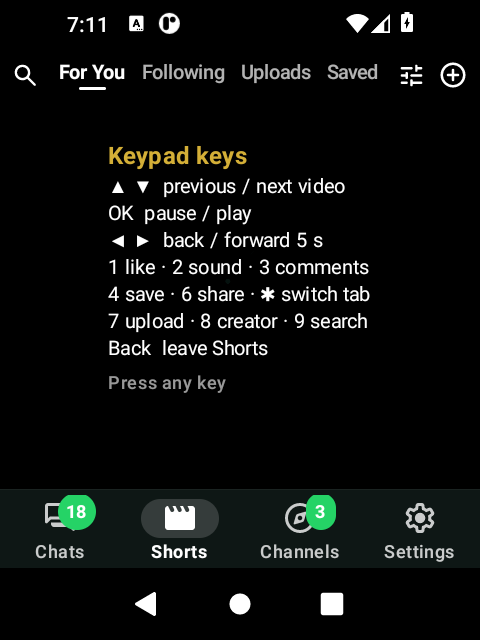 7:11
For You Following Uploads Saved
Keypad keys
▲ ▼ previous / next video
OK pause / play
◄ ► back / forward 5 s
1 like · 2 sound · 3 comments
4 save · 6 share · ✱ switch tab
7 upload · 8 creator · 9 search
Back leave Shorts
Press any key
18 3
Chats Shorts Channels Settings